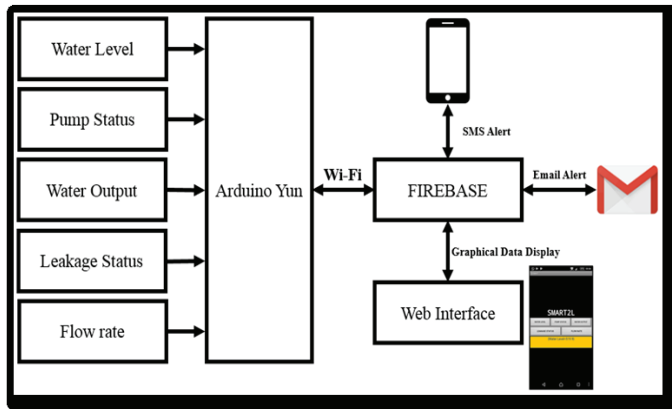 Water Level
Pump Status
Water Output
Leakage Status
Flow rate
Arduino Yun
Wi-Fi
SMS Alert
FIREBASE
Email Alert
Graphical Data Display
Web Interface
SMART2L